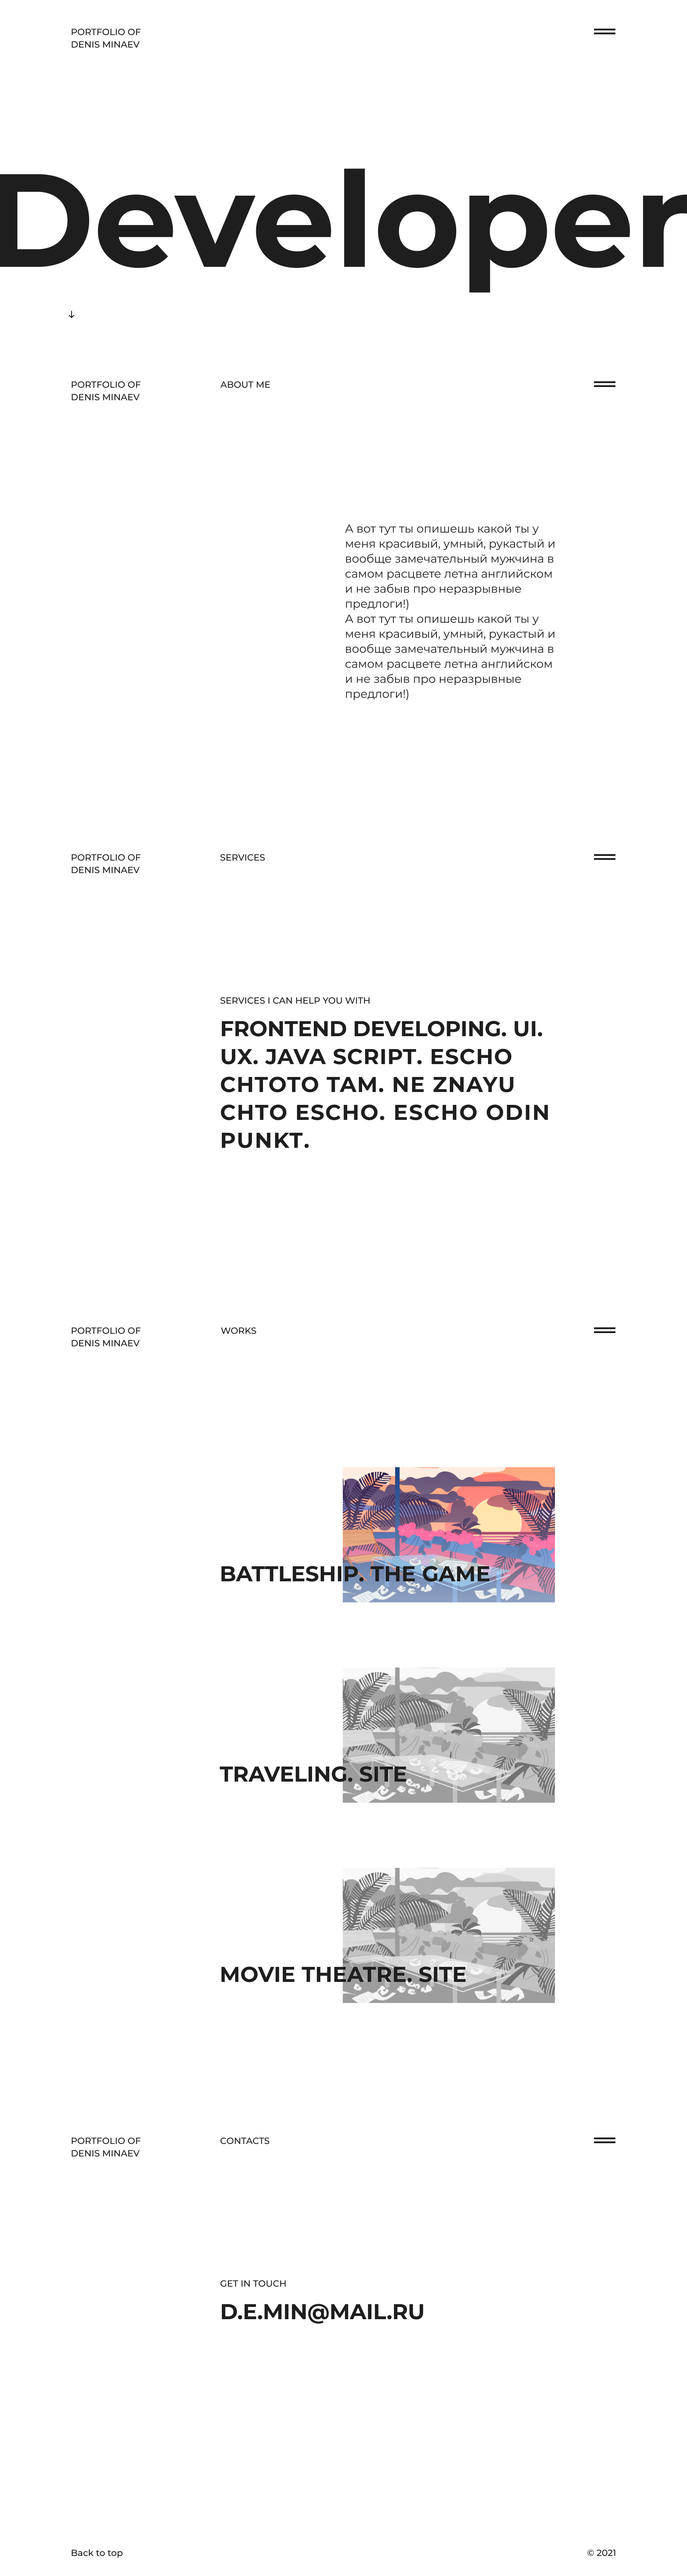 PORTFOLIO OF
DENIS MINAEV
Developer
PORTFOLIO OF
DENIS MINAEV
ABOUT ME
А вот тут ты опишешь какой ты у
меня красивый, умный, рукастый и
вообще замечательный мужчина в
самом расцвете летна английском
и не забыв про неразрывные
предлоги!)
А вот тут ты опишешь какой ты у
меня красивый, умный, рукастый и
вообще замечательный мужчина в
самом расцвете летна английском
и не забыв про неразрывные
предлоги!)
PORTFOLIO OF
DENIS MINAEV
SERVICES
SERVICES I CAN HELP YOU WITH
FRONTEND DEVELOPING. UI.
UX. JAVA SCRIPT. ESCHO
CHTOTO TAM. NE ZNAYU
CHTO ESCHO. ESCHO ODIN
PUNKT.
PORTFOLIO OF
DENIS MINAEV
WORKS
BATTLESHIP. THE GAME
TRAVELING. SITE
MOVIE THEATRE. SITE
PORTFOLIO OF
DENIS MINAEV
CONTACTS
GET IN TOUCH
D.E.MIN@MAIL.RU
Back to top
© 2021